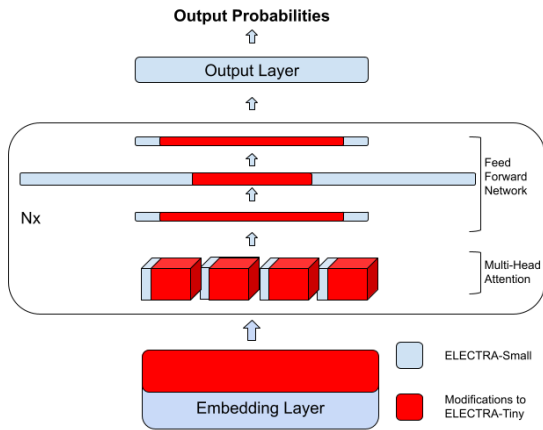 Output Probabilities
Output Layer
Feed
Forward
Network
Nx
Multi-Head
Attention
Embedding Layer
ELECTRA-Small
Modifications to
ELECTRA-Tiny